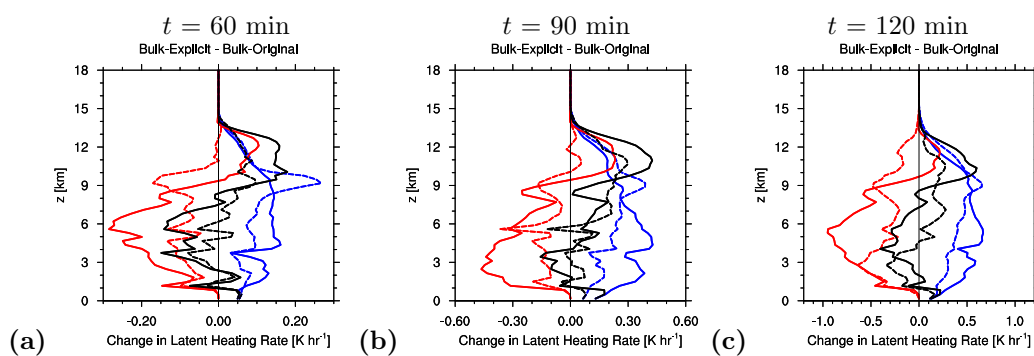 t = 60 min
Bulk-Explicit - Bulk-Original
18
15
12
9
6
3
0
z [km]
-0.20 0.00 0.20
Change in Latent Heating Rate [K hr-1]
(a)
t = 90 min
Bulk-Explicit - Bulk-Original
18
15
12
9
6
3
0
z [km]
-0.60 -0.30 0.00 0.30 0.60
Change in Latent Heating Rate [K hr-1]
(b)
t = 120 min
Bulk-Explicit - Bulk-Original
18
15
12
9
6
3
0
z [km]
-1.0 -0.5 0.0 0.5 1.0
Change in Latent Heating Rate [K hr-1]
(c)